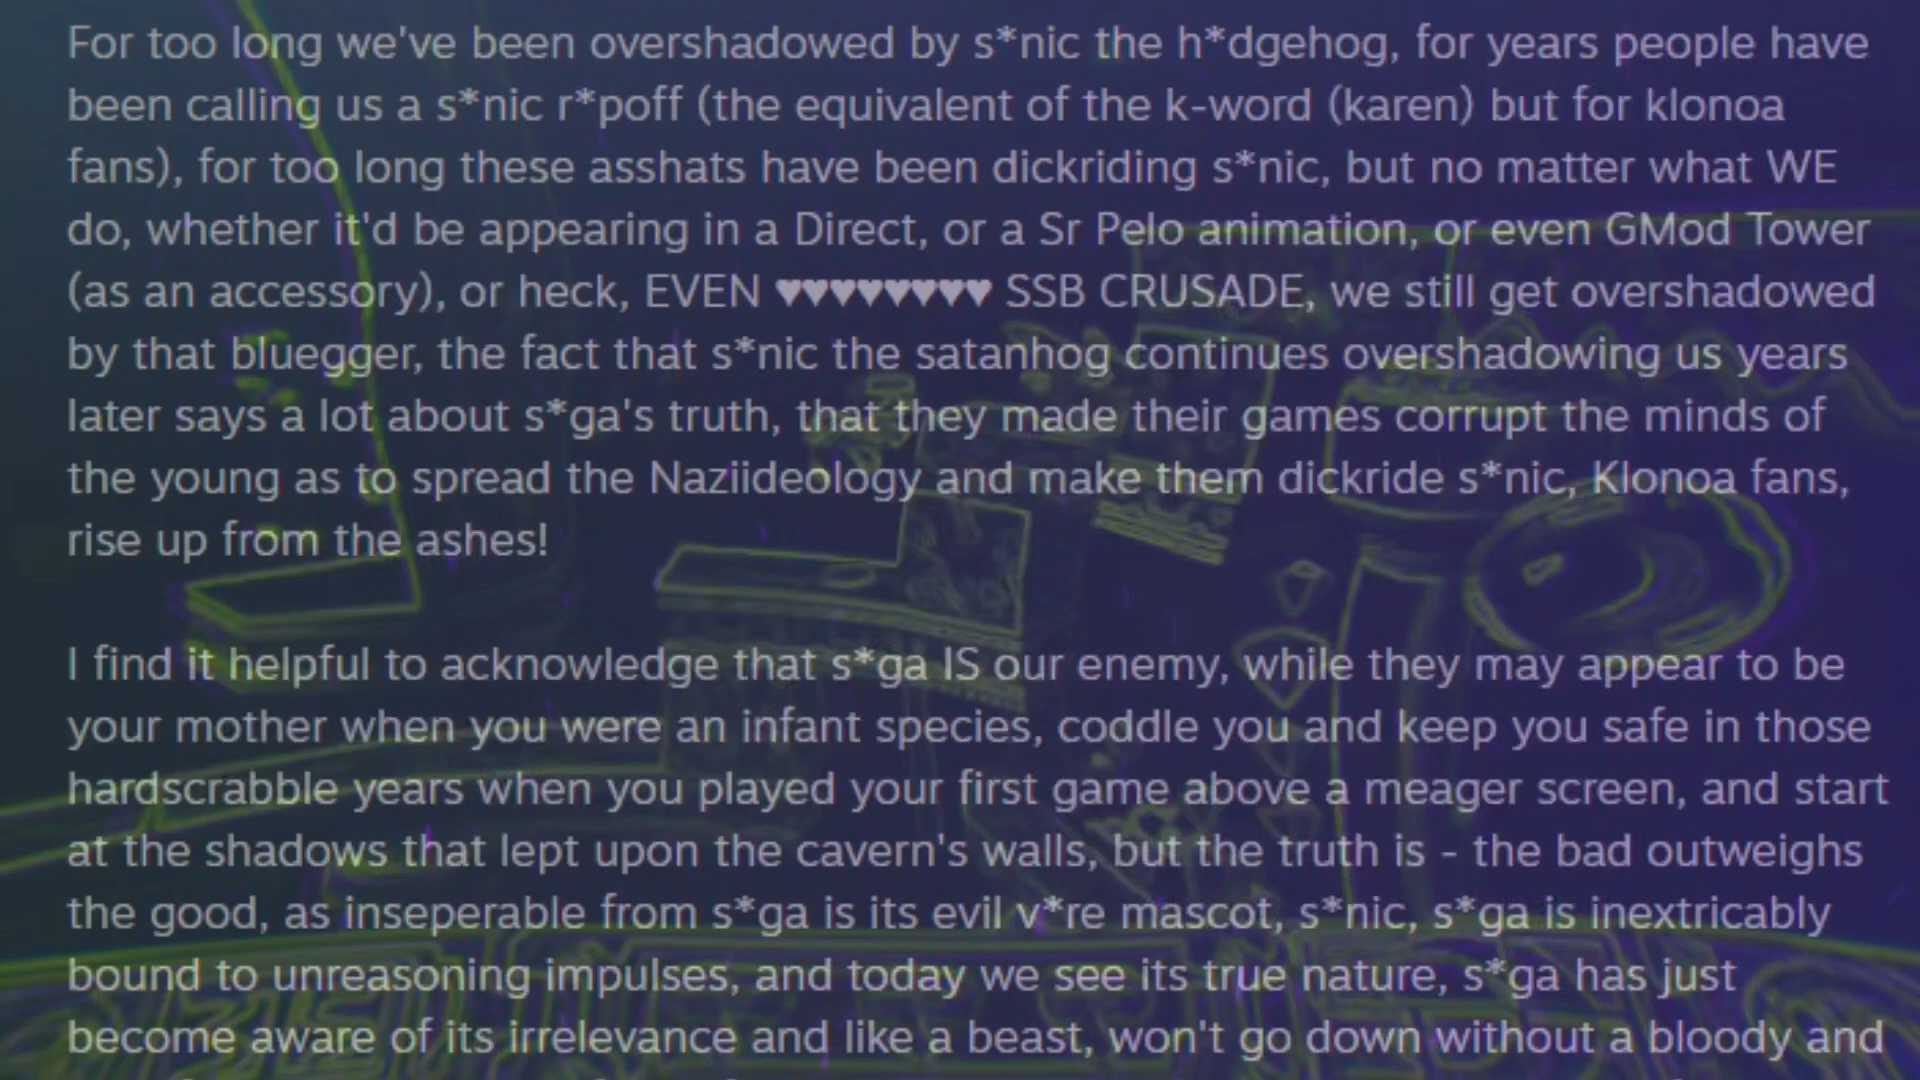 For too long we've been overshadowed by s*nic the h*dgehog, for years people have
been calling us a s*nic r*poff (the equivalent of the k-word (karen) but for klonoa
fans), for too long these asshats have been dickriding s*nic, but no matter what WE
do, whether it'd be appearing in a Direct, or a Sr Pelo animation, or even GMod Tower
(as an accessory), or heck, EVEN ♥♥♥♥♥♥♥♥ SSB CRUSADE, we still get overshadowed
by that bluegger, the fact that s*nic the satanhog continues overshadowing us years
later says a lot about s*ga's truth, that they made their games corrupt the minds of
the young as to spread the Naziideology and make them dickride s*nic, Klonoa fans,
rise up from the ashes!
I find it helpful to acknowledge that s*ga IS our enemy, while they may appear to be
your mother when you were an infant species, coddle you and keep you safe in those
hardscrabble years when you played your first game above a meager screen, and start
at the shadows that lept upon the cavern's walls, but the truth is - the bad outweighs
the good, as inseperable from s*ga is its evil v*re mascot, s*nic, s*ga is inextricably
bound to unreasoning impulses, and today we see its true nature, s*ga has just
become aware of its irrelevance and like a beast, won't go down without a bloody and